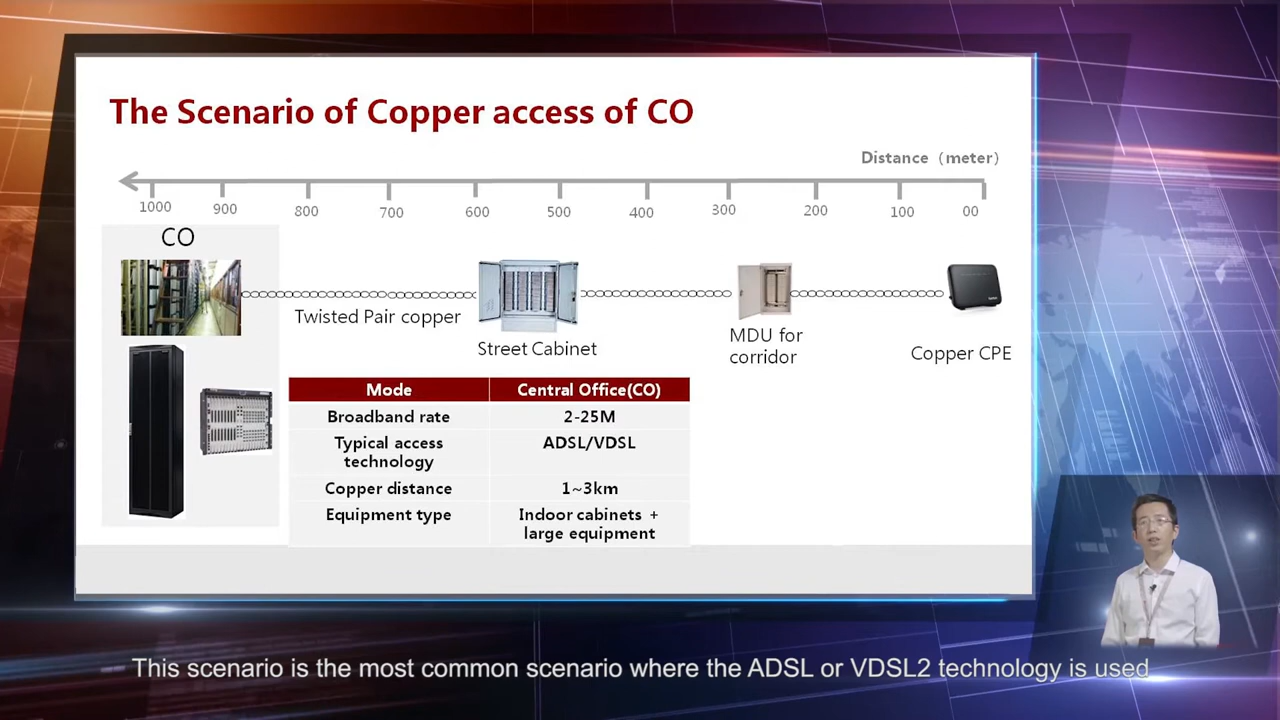 The Scenario of Copper access of CO
Distance（meter）
1000 900 800 700 600 500 400 300 200 100 00
CO
Twisted Pair copper
Street Cabinet
MDU for
corridor
Copper CPE
Mode Central Office(CO)
Broadband rate 2-25M
Typical access
technology
ADSL/VDSL
Copper distance 1~3km
Equipment type
Indoor cabinets +
large equipment
This scenario is the most common scenario where the ADSL or VDSL2 technology is used